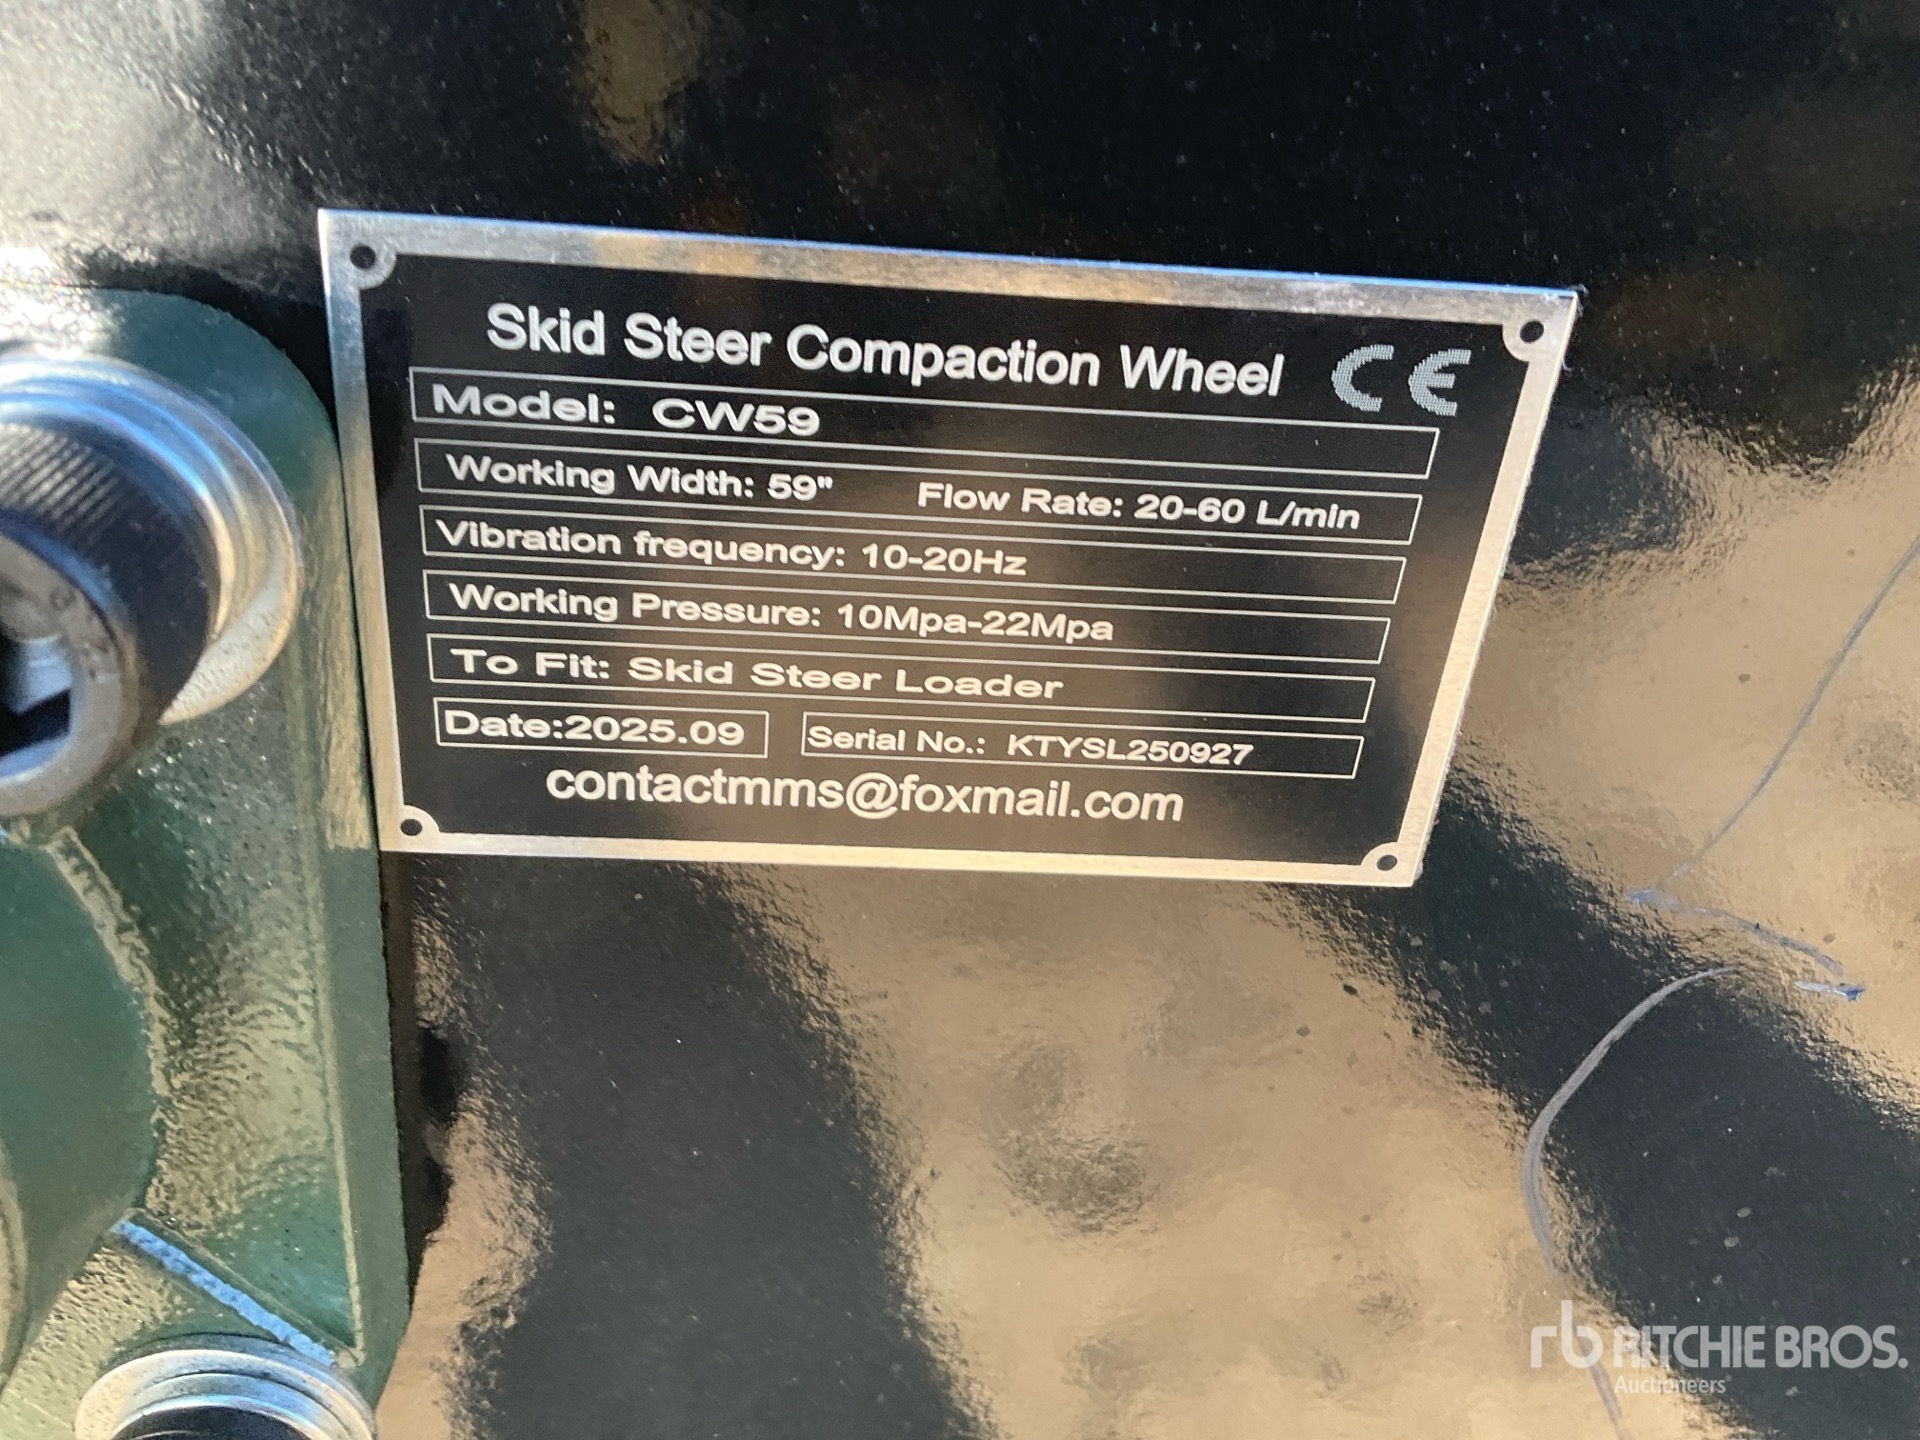 Skid Steer Compaction Wheel CE
Model: CW59
Working Width: 59" Flow Rate: 20-60 L/min
Vibration frequency: 10-20Hz
Working Pressure: 10Mpa-22Mpa
To Fit: Skid Steer Loader
Date:2025.09 Serial No.: KTYSL250927
contactmms@foxmail.com
rb RITCHIE BROS.
Auctioneers